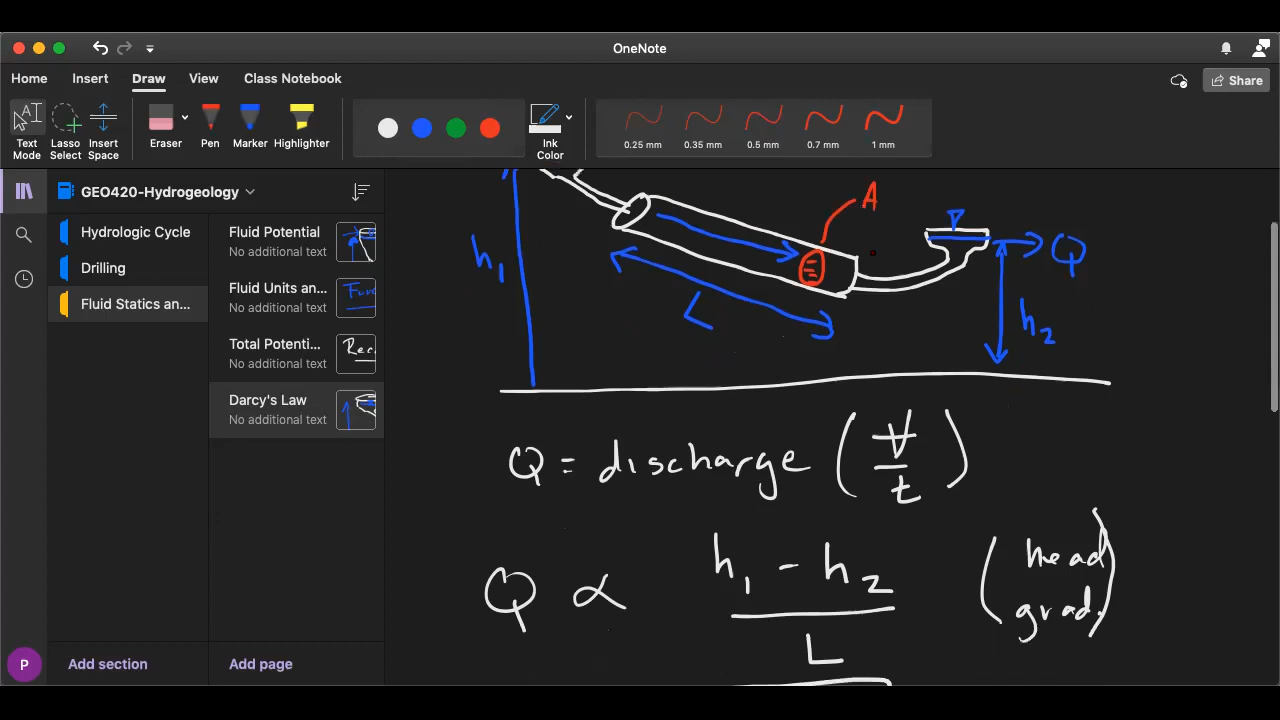 OneNote
Home Insert Draw View Class Notebook
Share
Text Mode
Lasso Select
Insert Space
Eraser
Pen
Marker
Highlighter
Ink Color
0.25 mm
0.35 mm
0.5 mm
0.7 mm
1 mm
GEO420-Hydrogeology
Hydrologic Cycle
Drilling
Fluid Statics an...
Fluid Potential
No additional text
Fluid Units an...
No additional text
Total Potenti...
No additional text
Darcy's Law
No additional text
Add section
Add page
P
A
h₁
L
Q
h₂
Q = discharge (V/t)
Q ∝ h₁ - h₂ / L (head grad.)